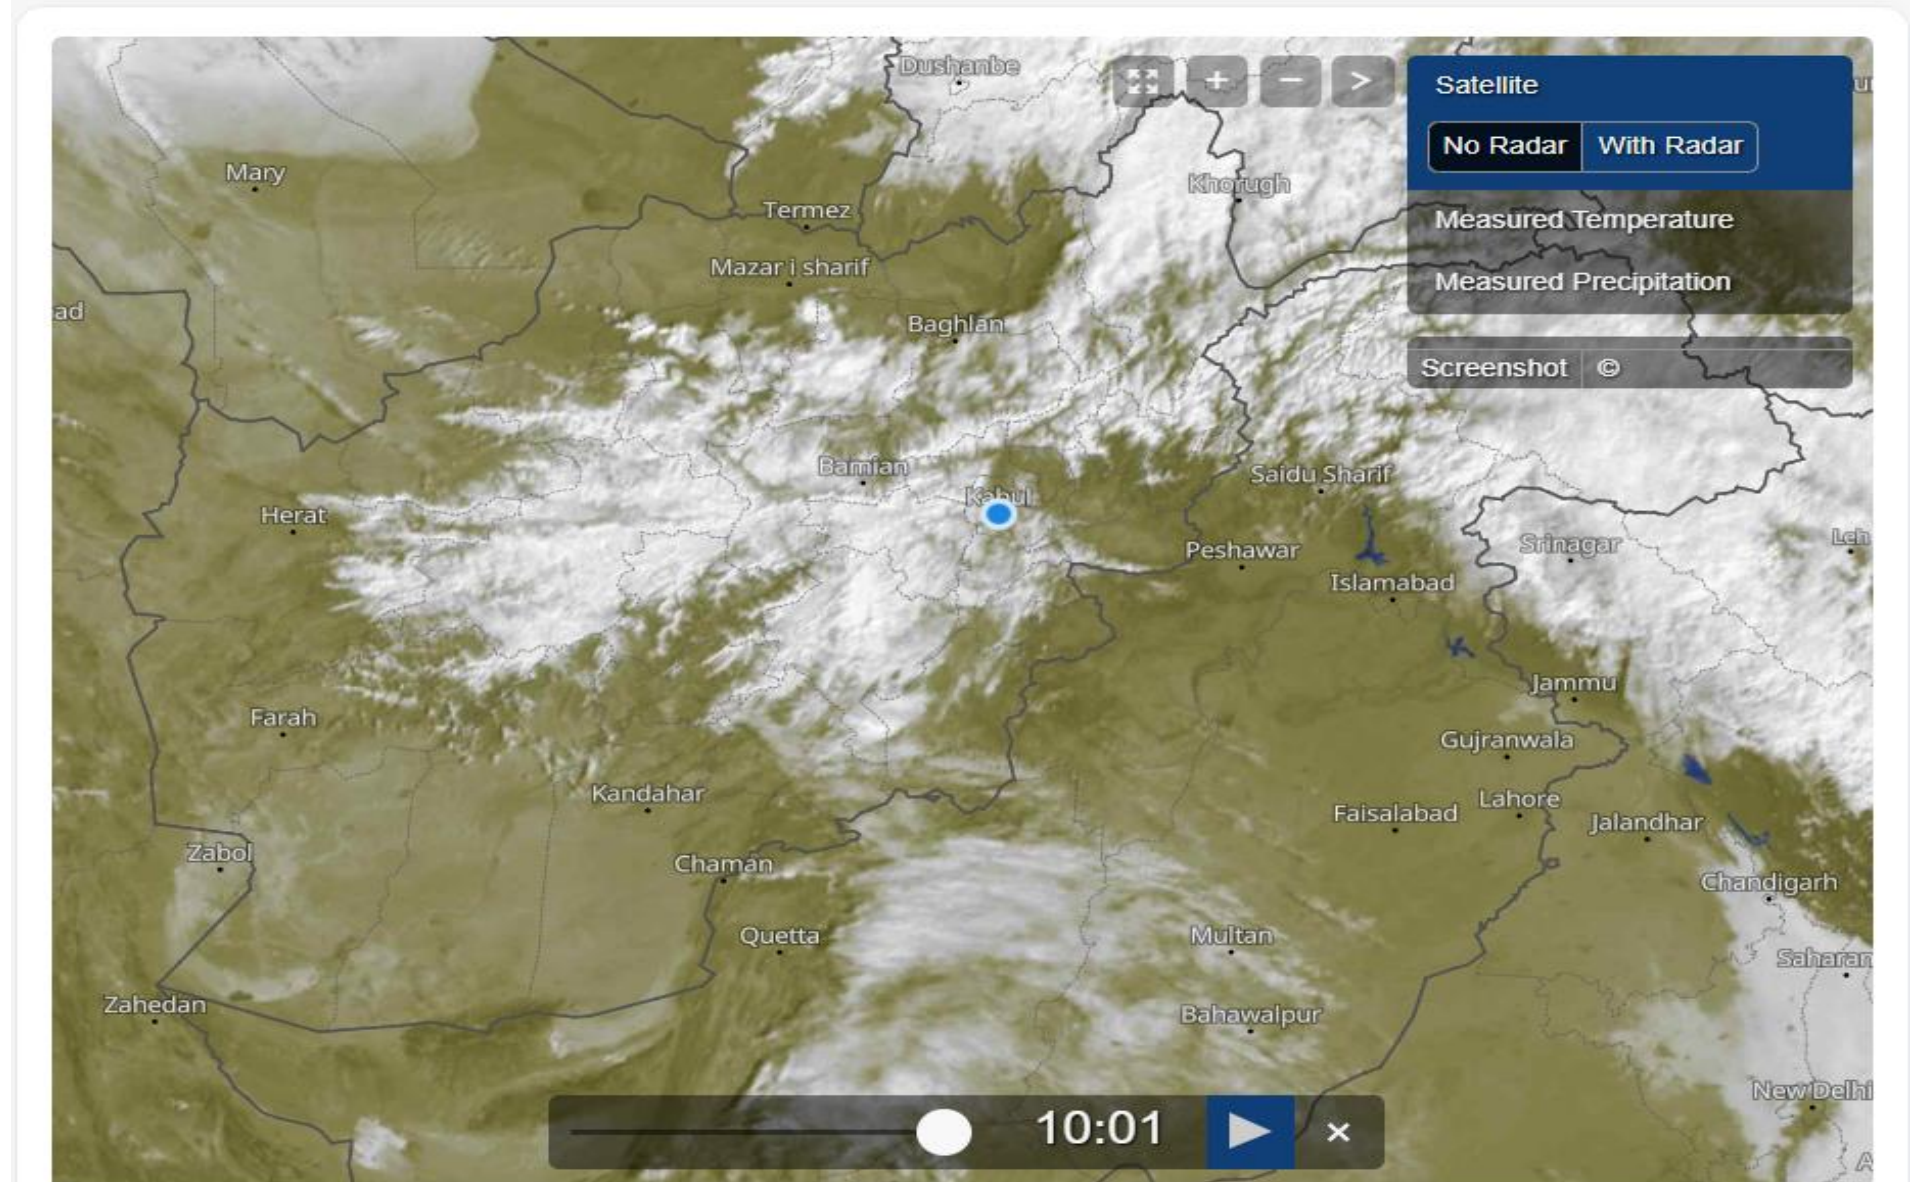 Dushanbe
+
−
>
Satellite
No Radar
With Radar
Measured Temperature
Measured Precipitation
Screenshot
©
Mary
Termez
Khorugh
Mazar i sharif
ad
Baghlan
Bamian
Saidu Sharif
Kabul
Herat
Peshawar
Srinagar
Leh
Islamabad
Jammu
Farah
Gujranwala
Kandahar
Lahore
Faisalabad
Jalandhar
Zabol
Chaman
Chandigarh
Quetta
Multan
Saharan
Zahedan
Bahawalpur
New Delhi
10:01
×
A